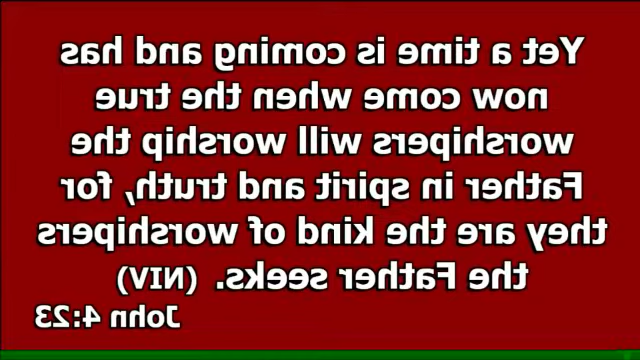 Yet a time is coming and has
now come when the true
worshipers will worship the
Father in spirit and truth, for
they are the kind of worshipers
the Father seeks. (NIV)
John 4:23